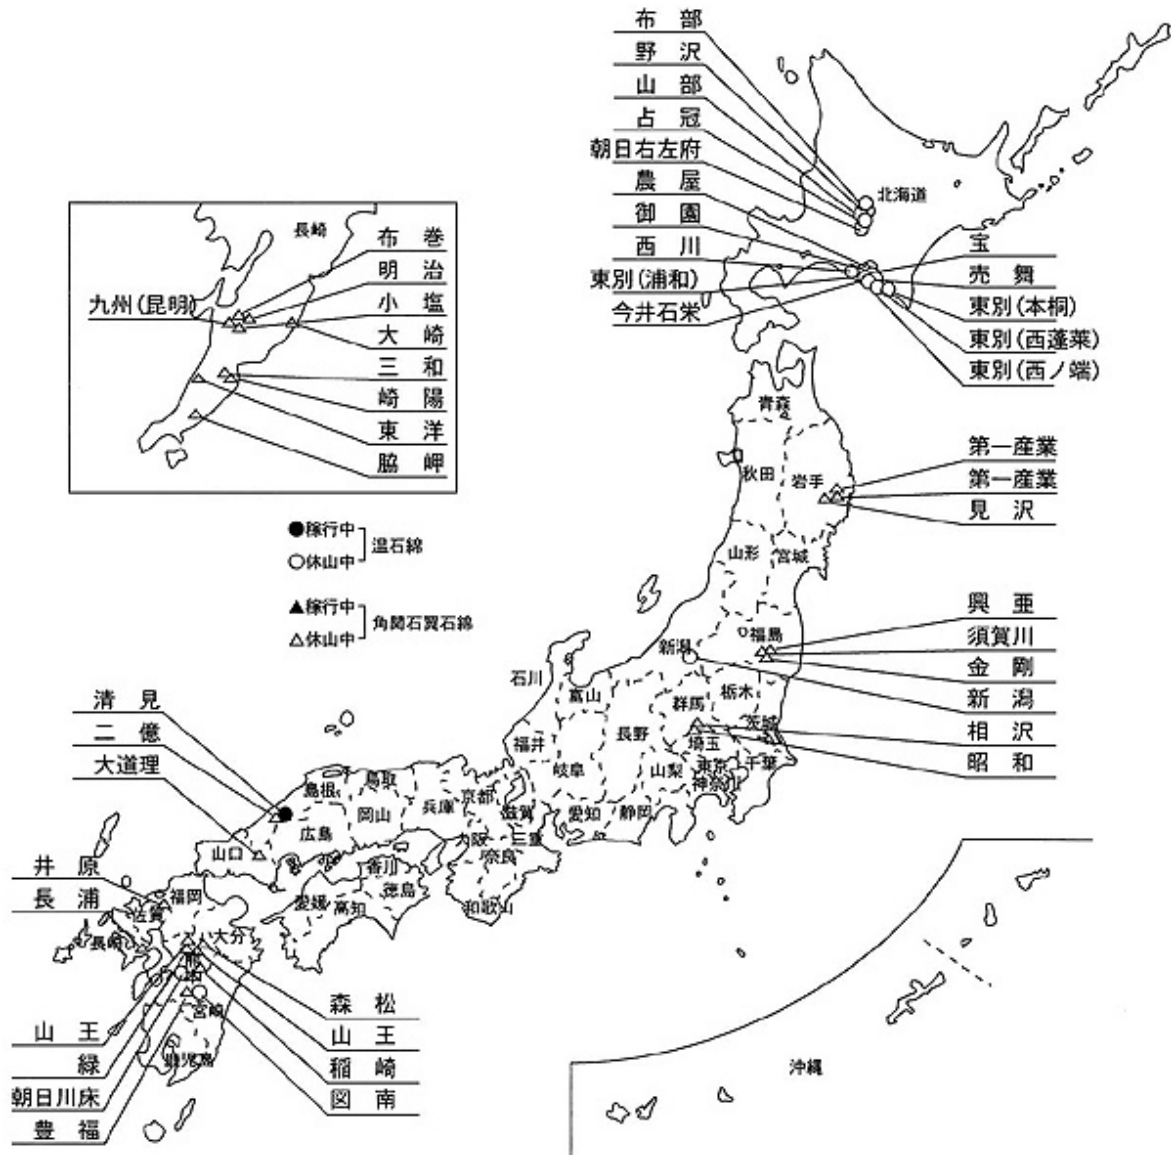 布部
野沢
山部
占冠
朝日右左府
農屋
御園
西川
東別(浦和)
今井石栄
北海道
宝
売舞
東別(本桐)
東別(西蓬莱)
東別(西ノ端)
長崎
布巻
明治
九州(昆明)
小塩
大崎
三和
崎陽
東洋
脇岬
青森
秋田
岩手
第一産業
第一産業
見沢
●稼行中
○休山中
温石綿
▲稼行中
△休山中
角閃石質石綿
山形
宮城
福島
新潟
興亜
須賀川
金剛
新潟
相沢
昭和
石川
富山
群馬
栃木
茨城
福井
長野
埼玉
岐阜
山梨
東京
千葉
神奈川
清見
二億
大道理
島根
鳥取
兵庫
京都
滋賀
愛知
静岡
岡山
広島
山口
大阪
三重
奈良
香川
徳島
愛媛
高知
和歌山
井原
長浦
福岡
佐賀
長崎
大分
熊本
宮崎
鹿児島
山王
緑
朝日川床
豊福
森松
山王
稲崎
図南
沖縄